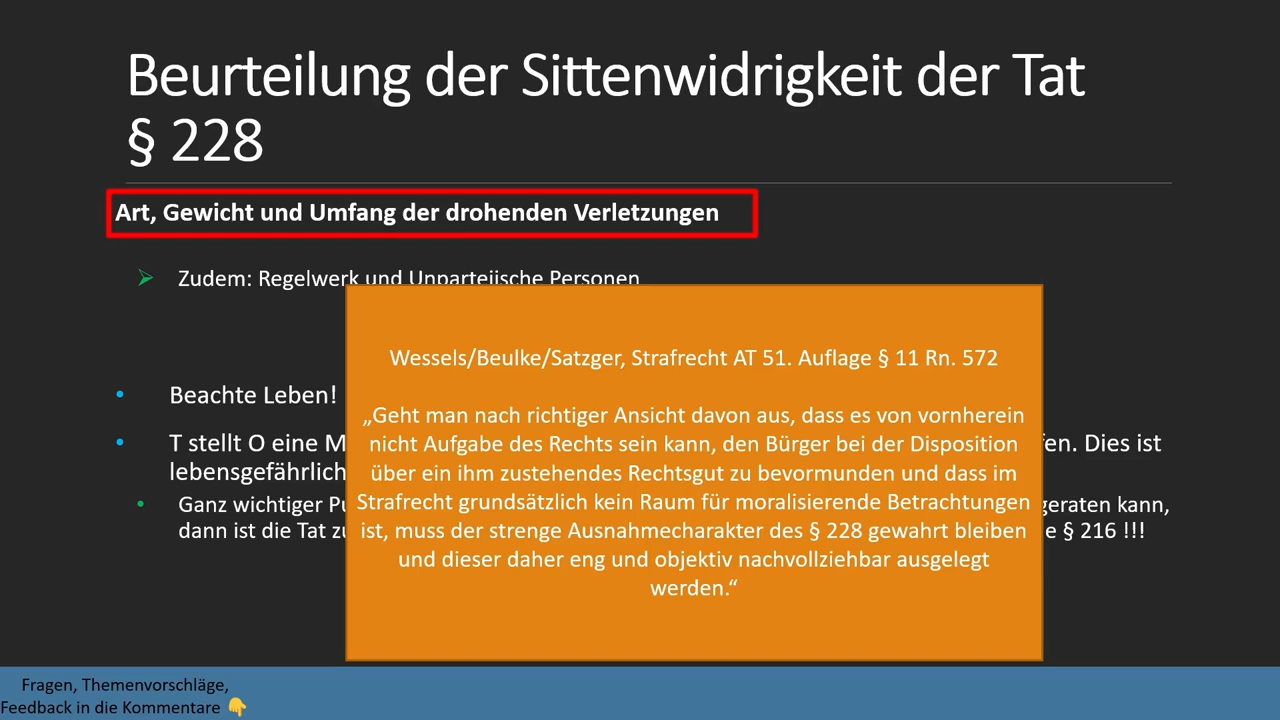 Beurteilung der Sittenwidrigkeit der Tat
§ 228
Art, Gewicht und Umfang der drohenden Verletzungen
Zudem: Regelwerk und Unparteiische Personen
Wessels/Beulke/Satzger, Strafrecht AT 51. Auflage § 11 Rn. 572
„Geht man nach richtiger Ansicht davon aus, dass es von vornherein
nicht Aufgabe des Rechts sein kann, den Bürger bei der Disposition
über ein ihm zustehendes Rechtsgut zu bevormunden und dass im
Strafrecht grundsätzlich kein Raum für moralisierende Betrachtungen
ist, muss der strenge Ausnahmecharakter des § 228 gewahrt bleiben
und dieser daher eng und objektiv nachvollziehbar ausgelegt
werden.“
Beachte Leben!
T stellt O eine Dies ist
lebensgefährlich
Ganz wichtiger geraten kann,
dann ist die Tat § 216 !!!
Fragen, Themenvorschläge,
Feedback in die Kommentare 👇